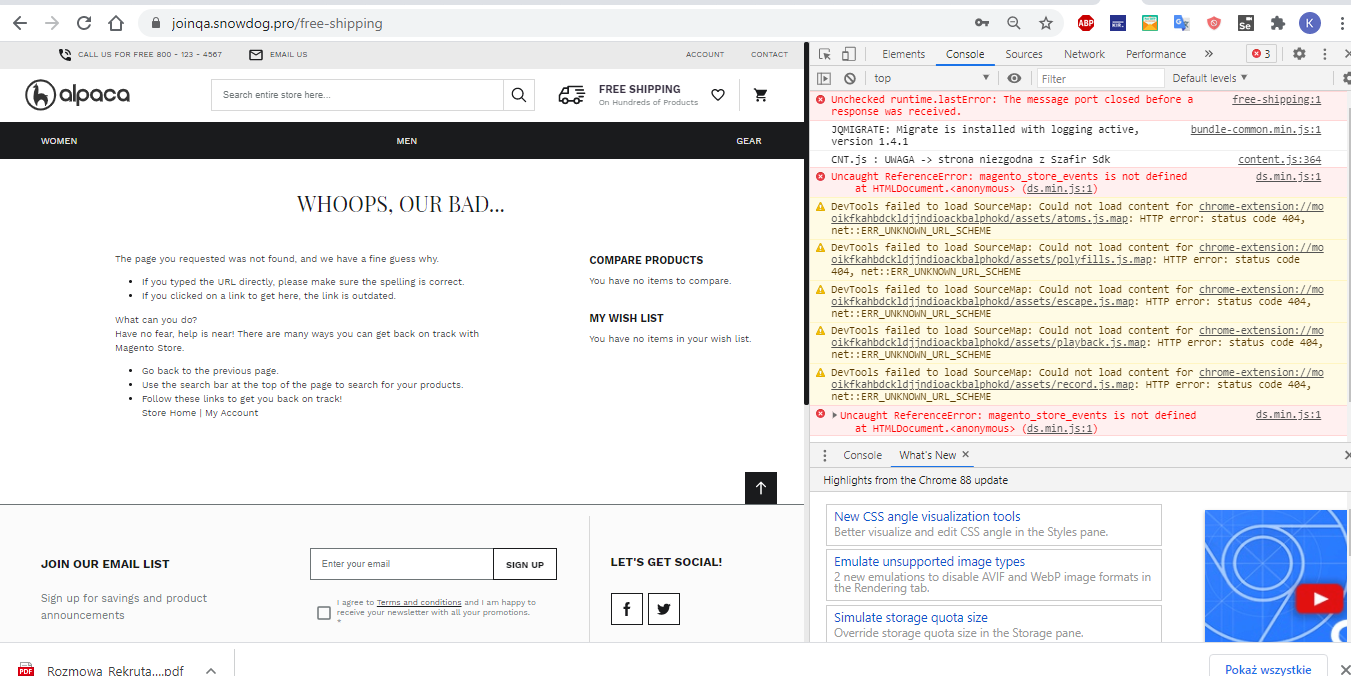 joinqa.snowdog.pro/free-shipping
ABP
Se
K
CALL US FOR FREE 800 - 123 - 4567
EMAIL US
ACCOUNT
CONTACT
alpaca
Search entire store here...
FREE SHIPPING
On Hundreds of Products
WOMEN
MEN
GEAR
WHOOPS, OUR BAD...
The page you requested was not found, and we have a fine guess why.
If you typed the URL directly, please make sure the spelling is correct.
If you clicked on a link to get here, the link is outdated.
What can you do?
Have no fear, help is near! There are many ways you can get back on track with
Magento Store.
Go back to the previous page.
Use the search bar at the top of the page to search for your products.
Follow these links to get you back on track!
Store Home | My Account
COMPARE PRODUCTS
You have no items to compare.
MY WISH LIST
You have no items in your wish list.
JOIN OUR EMAIL LIST
Sign up for savings and product
announcements
Enter your email
SIGN UP
I agree to Terms and conditions and I am happy to
receive your newsletter with all your promotions.
*
LET'S GET SOCIAL!
Elements
Console
Sources
Network
Performance
»
3
top
Filter
Default levels
Unchecked runtime.lastError: The message port closed before a free-shipping:1
response was received.
JQMIGRATE: Migrate is installed with logging active, bundle-common.min.js:1
version 1.4.1
CNT.js : UWAGA -> strona niezgodna z Szafir Sdk content.js:364
Uncaught ReferenceError: magento_store_events is not defined ds.min.js:1
at HTMLDocument.<anonymous> (ds.min.js:1)
DevTools failed to load SourceMap: Could not load content for chrome-extension://mo
oikfkahbdckldjjndioackbalphokd/assets/atoms.js.map: HTTP error: status code 404,
net::ERR_UNKNOWN_URL_SCHEME
DevTools failed to load SourceMap: Could not load content for chrome-extension://mo
oikfkahbdckldjjndioackbalphokd/assets/polyfills.js.map: HTTP error: status code
404, net::ERR_UNKNOWN_URL_SCHEME
DevTools failed to load SourceMap: Could not load content for chrome-extension://mo
oikfkahbdckldjjndioackbalphokd/assets/escape.js.map: HTTP error: status code 404,
net::ERR_UNKNOWN_URL_SCHEME
DevTools failed to load SourceMap: Could not load content for chrome-extension://mo
oikfkahbdckldjjndioackbalphokd/assets/playback.js.map: HTTP error: status code 404,
net::ERR_UNKNOWN_URL_SCHEME
DevTools failed to load SourceMap: Could not load content for chrome-extension://mo
oikfkahbdckldjjndioackbalphokd/assets/record.js.map: HTTP error: status code 404,
net::ERR_UNKNOWN_URL_SCHEME
Uncaught ReferenceError: magento_store_events is not defined ds.min.js:1
at HTMLDocument.<anonymous> (ds.min.js:1)
Console
What's New
Highlights from the Chrome 88 update
New CSS angle visualization tools
Better visualize and edit CSS angle in the Styles pane.
Emulate unsupported image types
2 new emulations to disable AVIF and WebP image formats in
the Rendering tab.
Simulate storage quota size
Override storage quota size in the Storage pane.
PDF
Rozmowa_Rekruta....pdf
Pokaż wszystkie